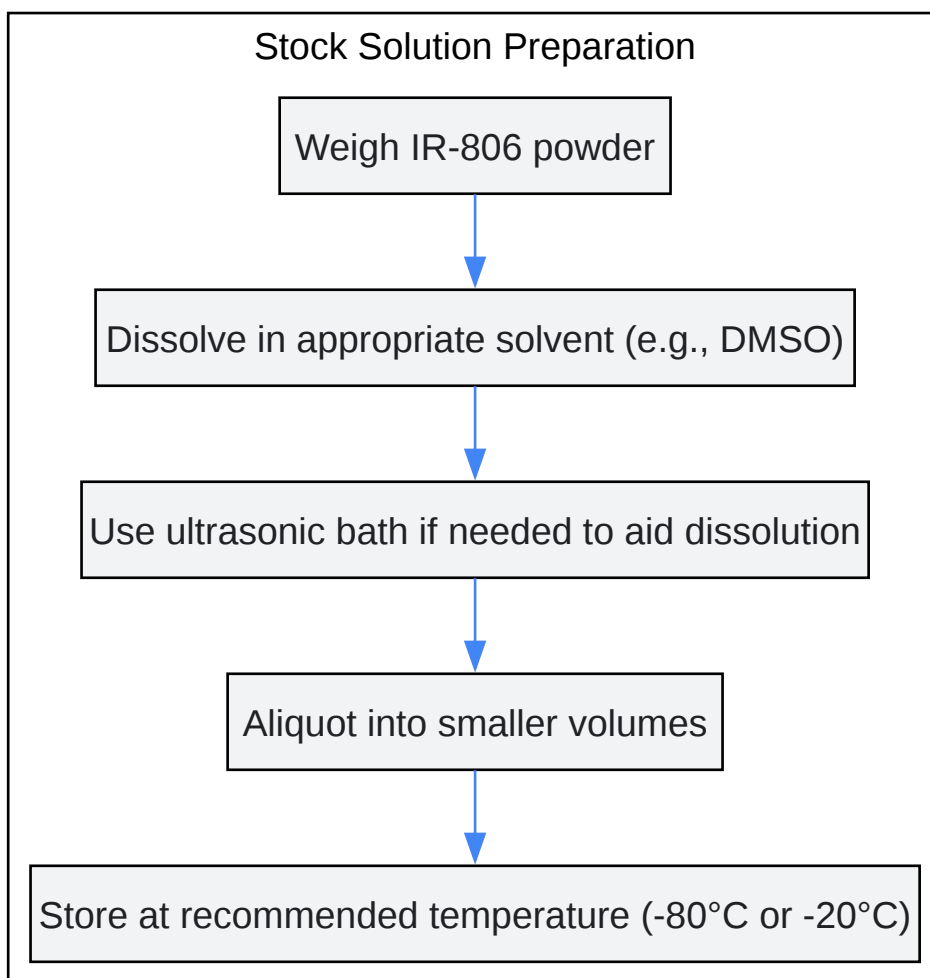 Stock Solution Preparation
Weigh IR-806 powder
Dissolve in appropriate solvent (e.g., DMSO)
Use ultrasonic bath if needed to aid dissolution
Aliquot into smaller volumes
Store at recommended temperature (-80°C or -20°C)